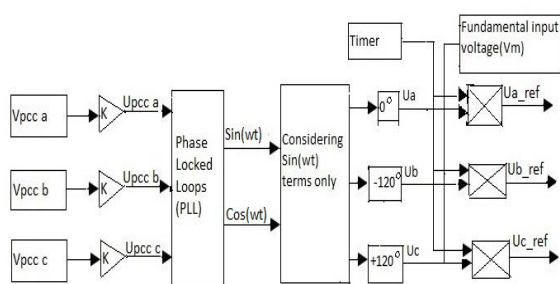 Timer
Fundamental input
voltage(Vm)
Vpcc a
K
Upcc a
Vpcc b
K
Upcc b
Vpcc c
K
Upcc c
Phase
Locked
Loops
(PLL)
Sin(wt)
Cos(wt)
Considering
Sin(wt)
terms only
0°
Ua
Ua_ref
-120°
Ub
Ub_ref
+120°
Uc
Uc_ref